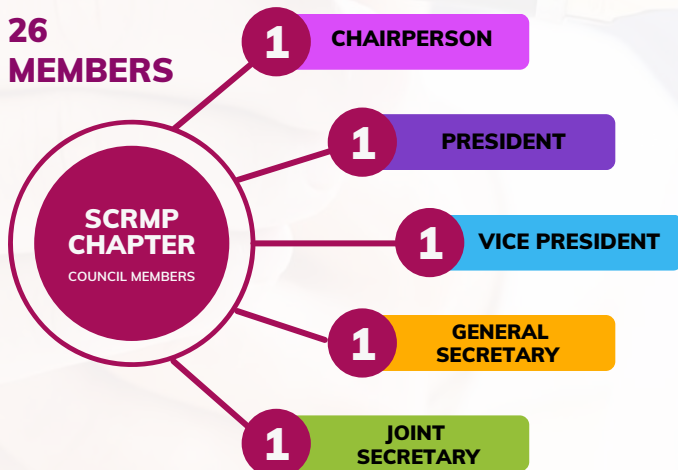 26
MEMBERS
1 CHAIRPERSON
1 PRESIDENT
SCRMP
CHAPTER
COUNCIL MEMBERS
1 VICE PRESIDENT
1 GENERAL
SECRETARY
1 JOINT
SECRETARY